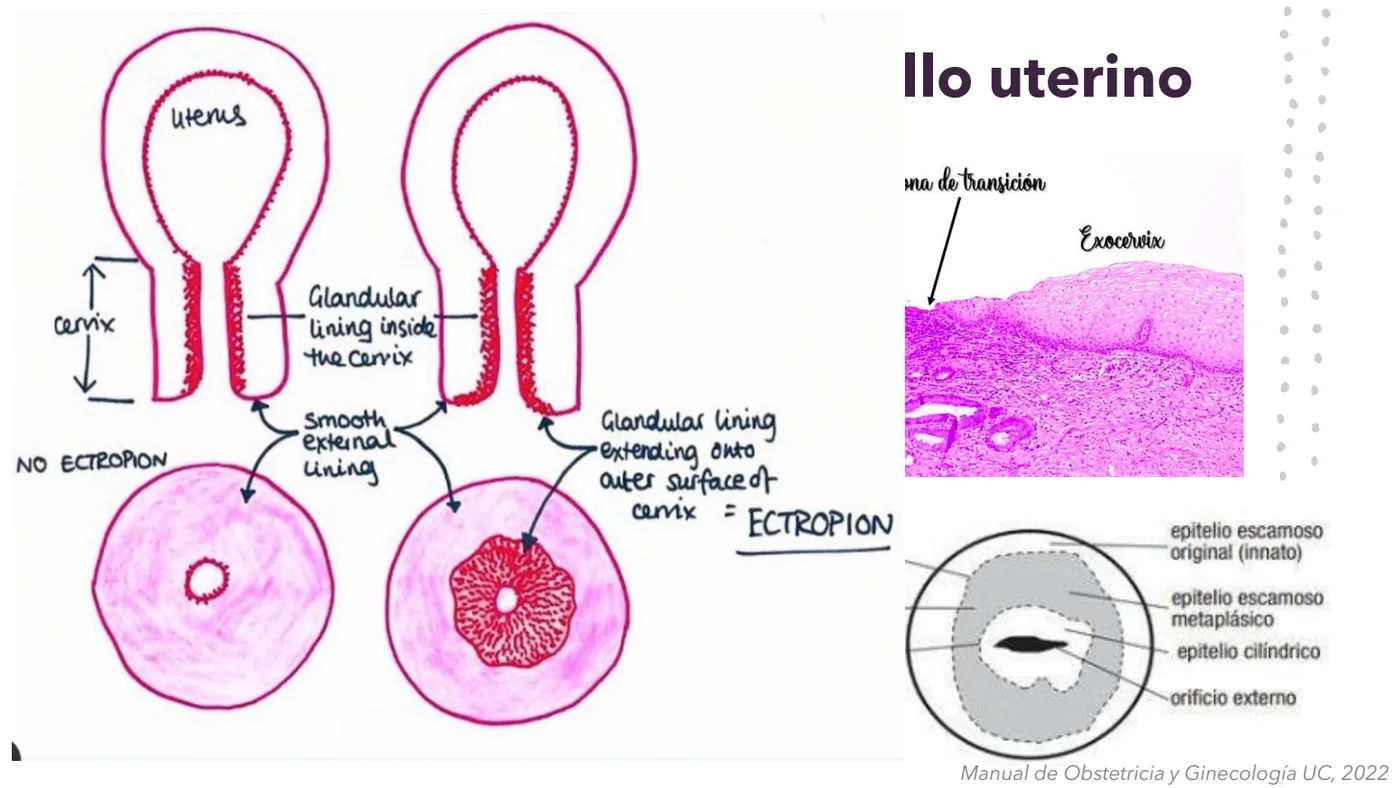 uterus
cervix
Glandular
lining inside
the cervix
smooth
external
lining
NO ECTROPION
Glandular lining
extending onto
outer surface of
cervix =
ECTROPION
llo uterino
ona de transición
Exocervix
epitelio escamoso
original (innato)
epitelio escamoso
metaplásico
epitelio cilíndrico
orificio externo
Manual de Obstetricia y Ginecología UC, 2022